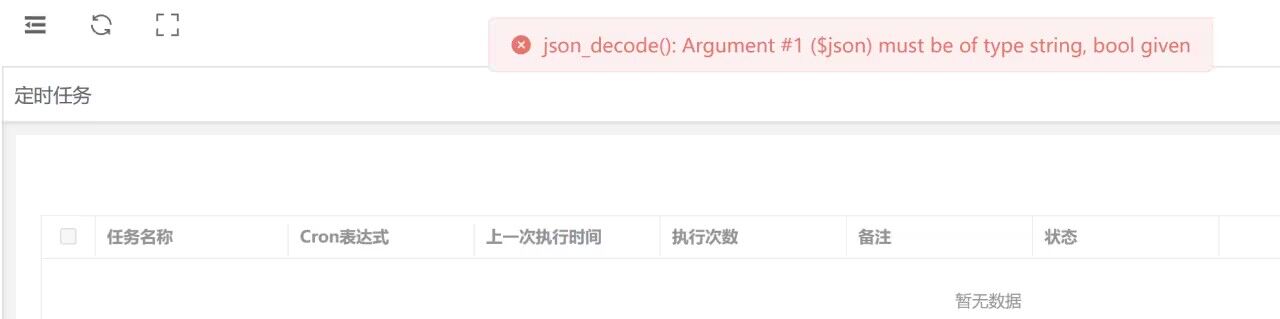 json_decode(): Argument #1 ($json) must be of type string, bool given
定时任务
任务名称 Cron表达式 上一次执行时间 执行次数 备注 状态
暂无数据